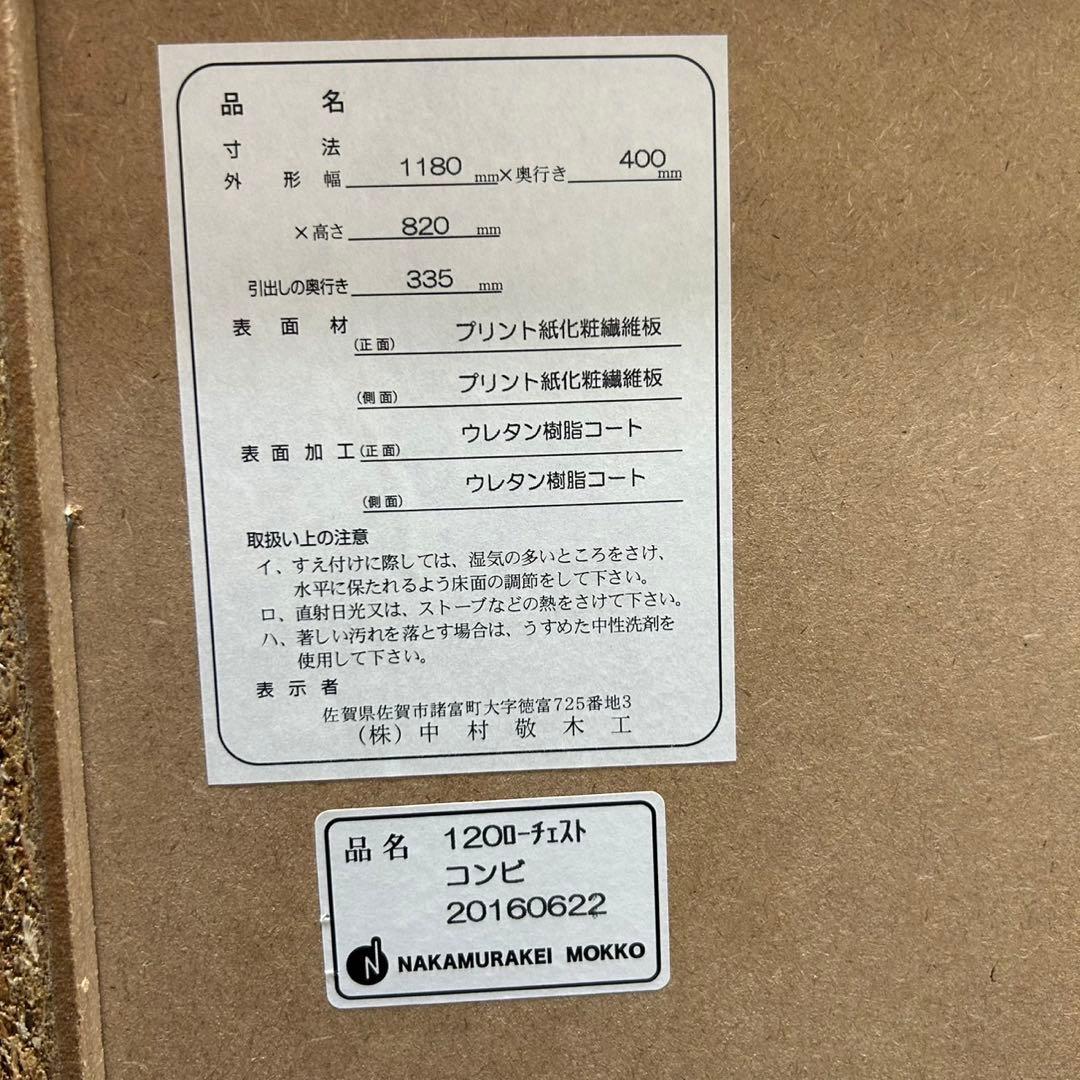 品 名
寸 法
外 形 幅 1180 mm×奥行き 400 mm
×高さ 820 mm
引出しの奥行き 335 mm
表 面 材 (正 面) プリント紙化粧繊維板
(側 面) プリント紙化粧繊維板
表 面 加 工 (正 面) ウレタン樹脂コート
(側 面) ウレタン樹脂コート
取扱い上の注意
イ、すえ付けに際しては、湿気の多いところをさけ、
水平に保たれるよう床面の調節をして下さい。
ロ、直射日光又は、ストーブなどの熱をさけて下さい。
ハ、著しい汚れを落とす場合は、うすめた中性洗剤を
使用して下さい。
表 示 者
佐賀県佐賀市諸富町大字徳富725番地3
(株) 中 村 敬 木 工
品 名 120ﾛｰﾁｪｽﾄ
コンビ
20160622
N NAKAMURAKEI MOKKO